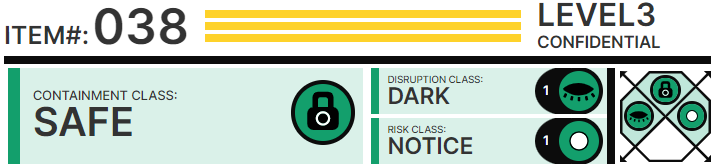 ITEM#: 038
LEVEL3
CONFIDENTIAL
CONTAINMENT CLASS:
SAFE
DISRUPTION CLASS:
DARK
1
RISK CLASS:
NOTICE
1